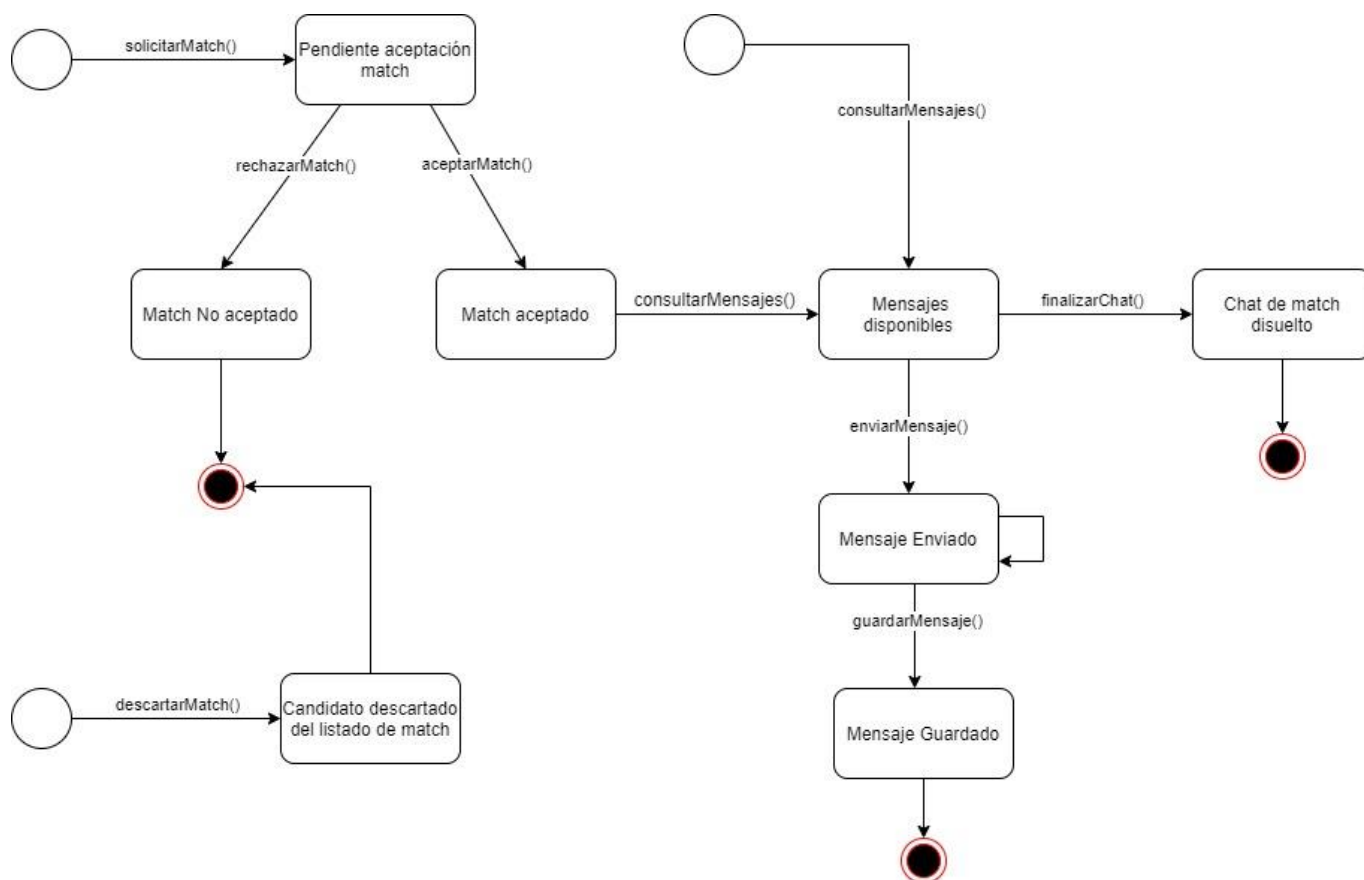 solicitarMatch()
Pendiente aceptación
match
consultarMensajes()
rechazarMatch()
aceptarMatch()
Match No aceptado
Match aceptado
consultarMensajes()
Mensajes
disponibles
finalizarChat()
Chat de match
disuelto
enviarMensaje()
Mensaje Enviado
guardarMensaje()
descartarMatch()
Candidato descartado
del listado de match
Mensaje Guardado